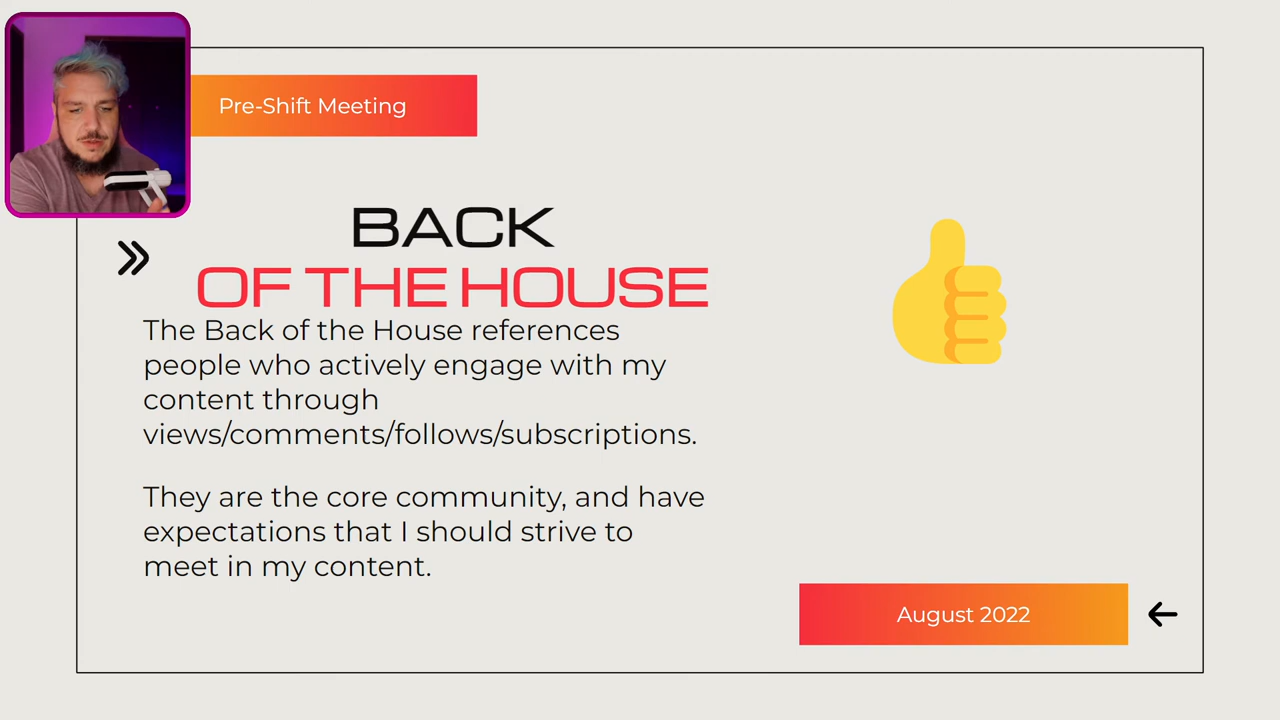 Pre-Shift Meeting
BACK
OF THE HOUSE
The Back of the House references
people who actively engage with my
content through
views/comments/follows/subscriptions.
They are the core community, and have
expectations that I should strive to
meet in my content.
August 2022